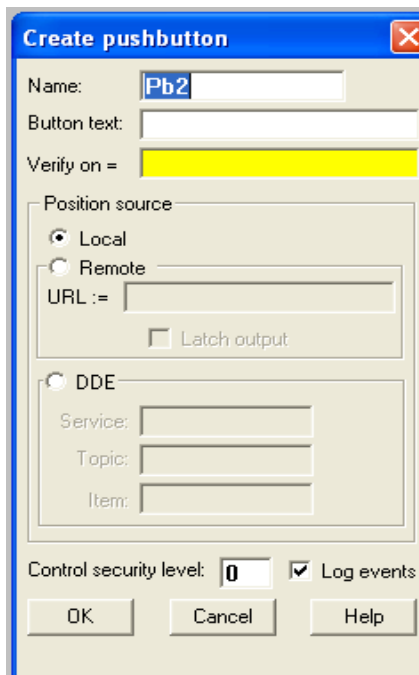 Create pushbutton
Name: Pb2
Button text:
Verify on =
Position source
Local
Remote
URL :=
Latch output
DDE
Service:
Topic:
Item:
Control security level: 0 Log events
OK Cancel Help